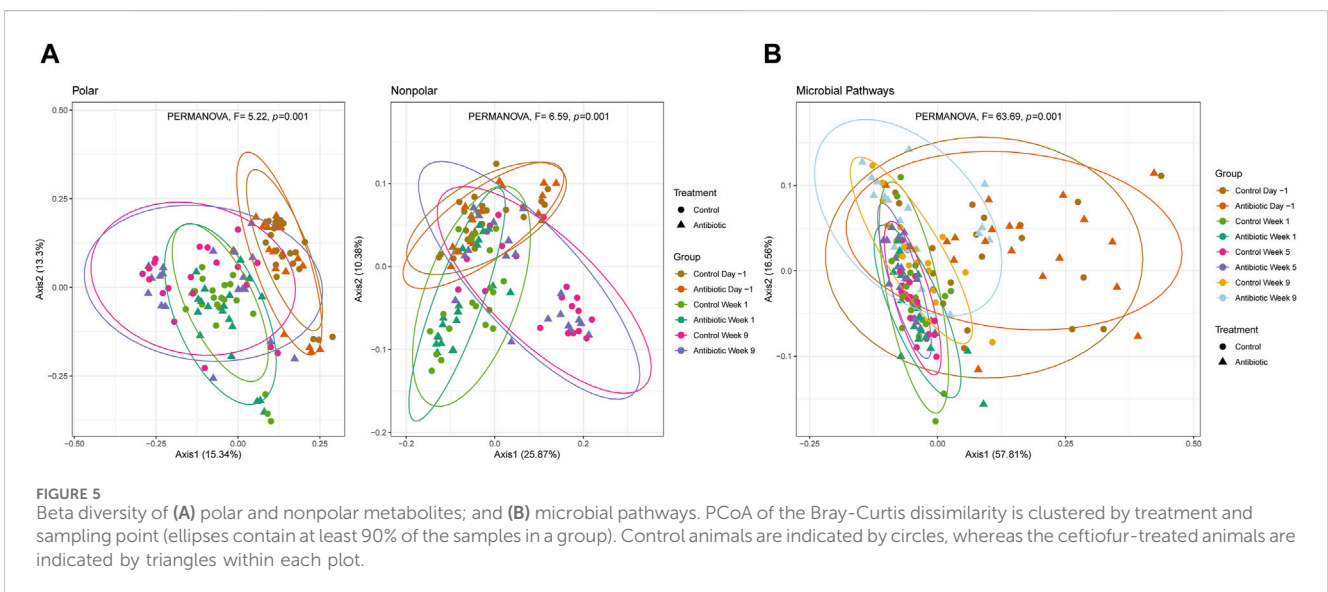 A
B
Polar
PERMANOVA, F= 5.22, p=0.001
0.50
0.25
0.00
−0.25
Axis2 (13.3%)
−0.50
−0.25
0.00
0.25
Axis1 (15.34%)
Nonpolar
PERMANOVA, F= 6.59, p=0.001
0.1
0.0
−0.1
−0.2
Axis2 (10.38%)
−0.2
0.0
0.2
Axis1 (25.87%)
Treatment
Control
Antibiotic
Group
Control Day −1
Antibiotic Day −1
Control Week 1
Antibiotic Week 1
Control Week 9
Antibiotic Week 9
Microbial Pathways
PERMANOVA, F= 63.69, p=0.001
0.1
0.0
−0.1
Axis2 (16.56%)
−0.25
0.00
0.25
0.50
Axis1 (57.81%)
Group
Control Day −1
Antibiotic Day −1
Control Week 1
Antibiotic Week 1
Control Week 5
Antibiotic Week 5
Control Week 9
Antibiotic Week 9
Treatment
Control
Antibiotic
FIGURE 5
Beta diversity of (A) polar and nonpolar metabolites; and (B) microbial pathways. PCoA of the Bray-Curtis dissimilarity is clustered by treatment and
sampling point (ellipses contain at least 90% of the samples in a group). Control animals are indicated by circles, whereas the ceftiofur-treated animals are
indicated by triangles within each plot.